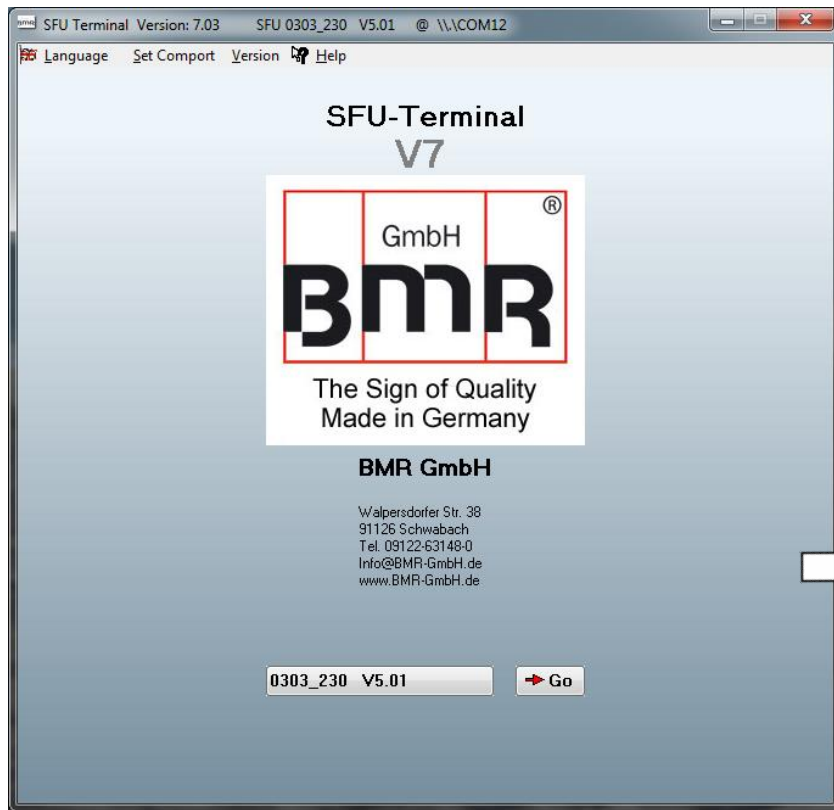 SFU Terminal Version: 7.03 SFU 0303_230 V5.01 @ \\.\COM12
Language Set Comport Version Help
SFU-Terminal
V7
®
GmbH
BMR
The Sign of Quality
Made in Germany
BMR GmbH
Walpersdorfer Str. 38
91126 Schwabach
Tel. 09122-63148-0
Info@BMR-GmbH.de
www.BMR-GmbH.de
0303_230 V5.01 Go